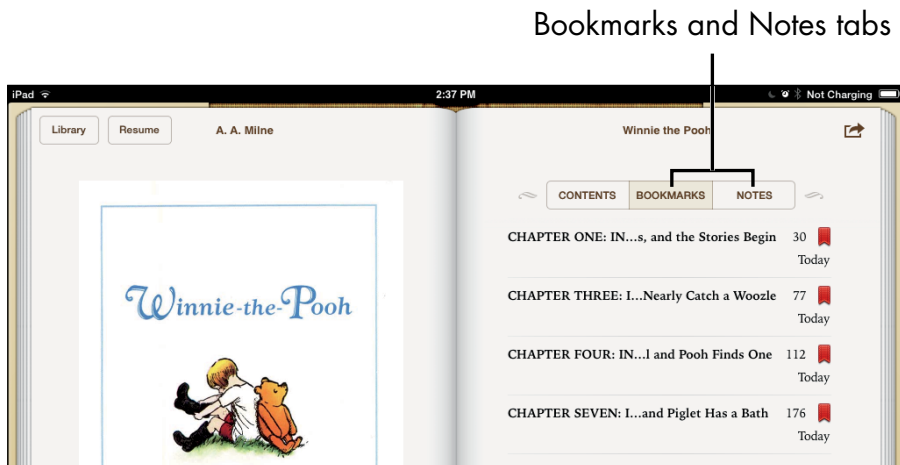 Bookmarks and Notes tabs
iPad 2:37 PM Not Charging
Library Resume A. A. Milne Winnie the Pooh
CONTENTS BOOKMARKS NOTES
CHAPTER ONE: IN...s, and the Stories Begin 30
Today
CHAPTER THREE: I...Nearly Catch a Woozle 77
Today
CHAPTER FOUR: IN...l and Pooh Finds One 112
Today
CHAPTER SEVEN: I...and Piglet Has a Bath 176
Today
Winnie-the-Pooh